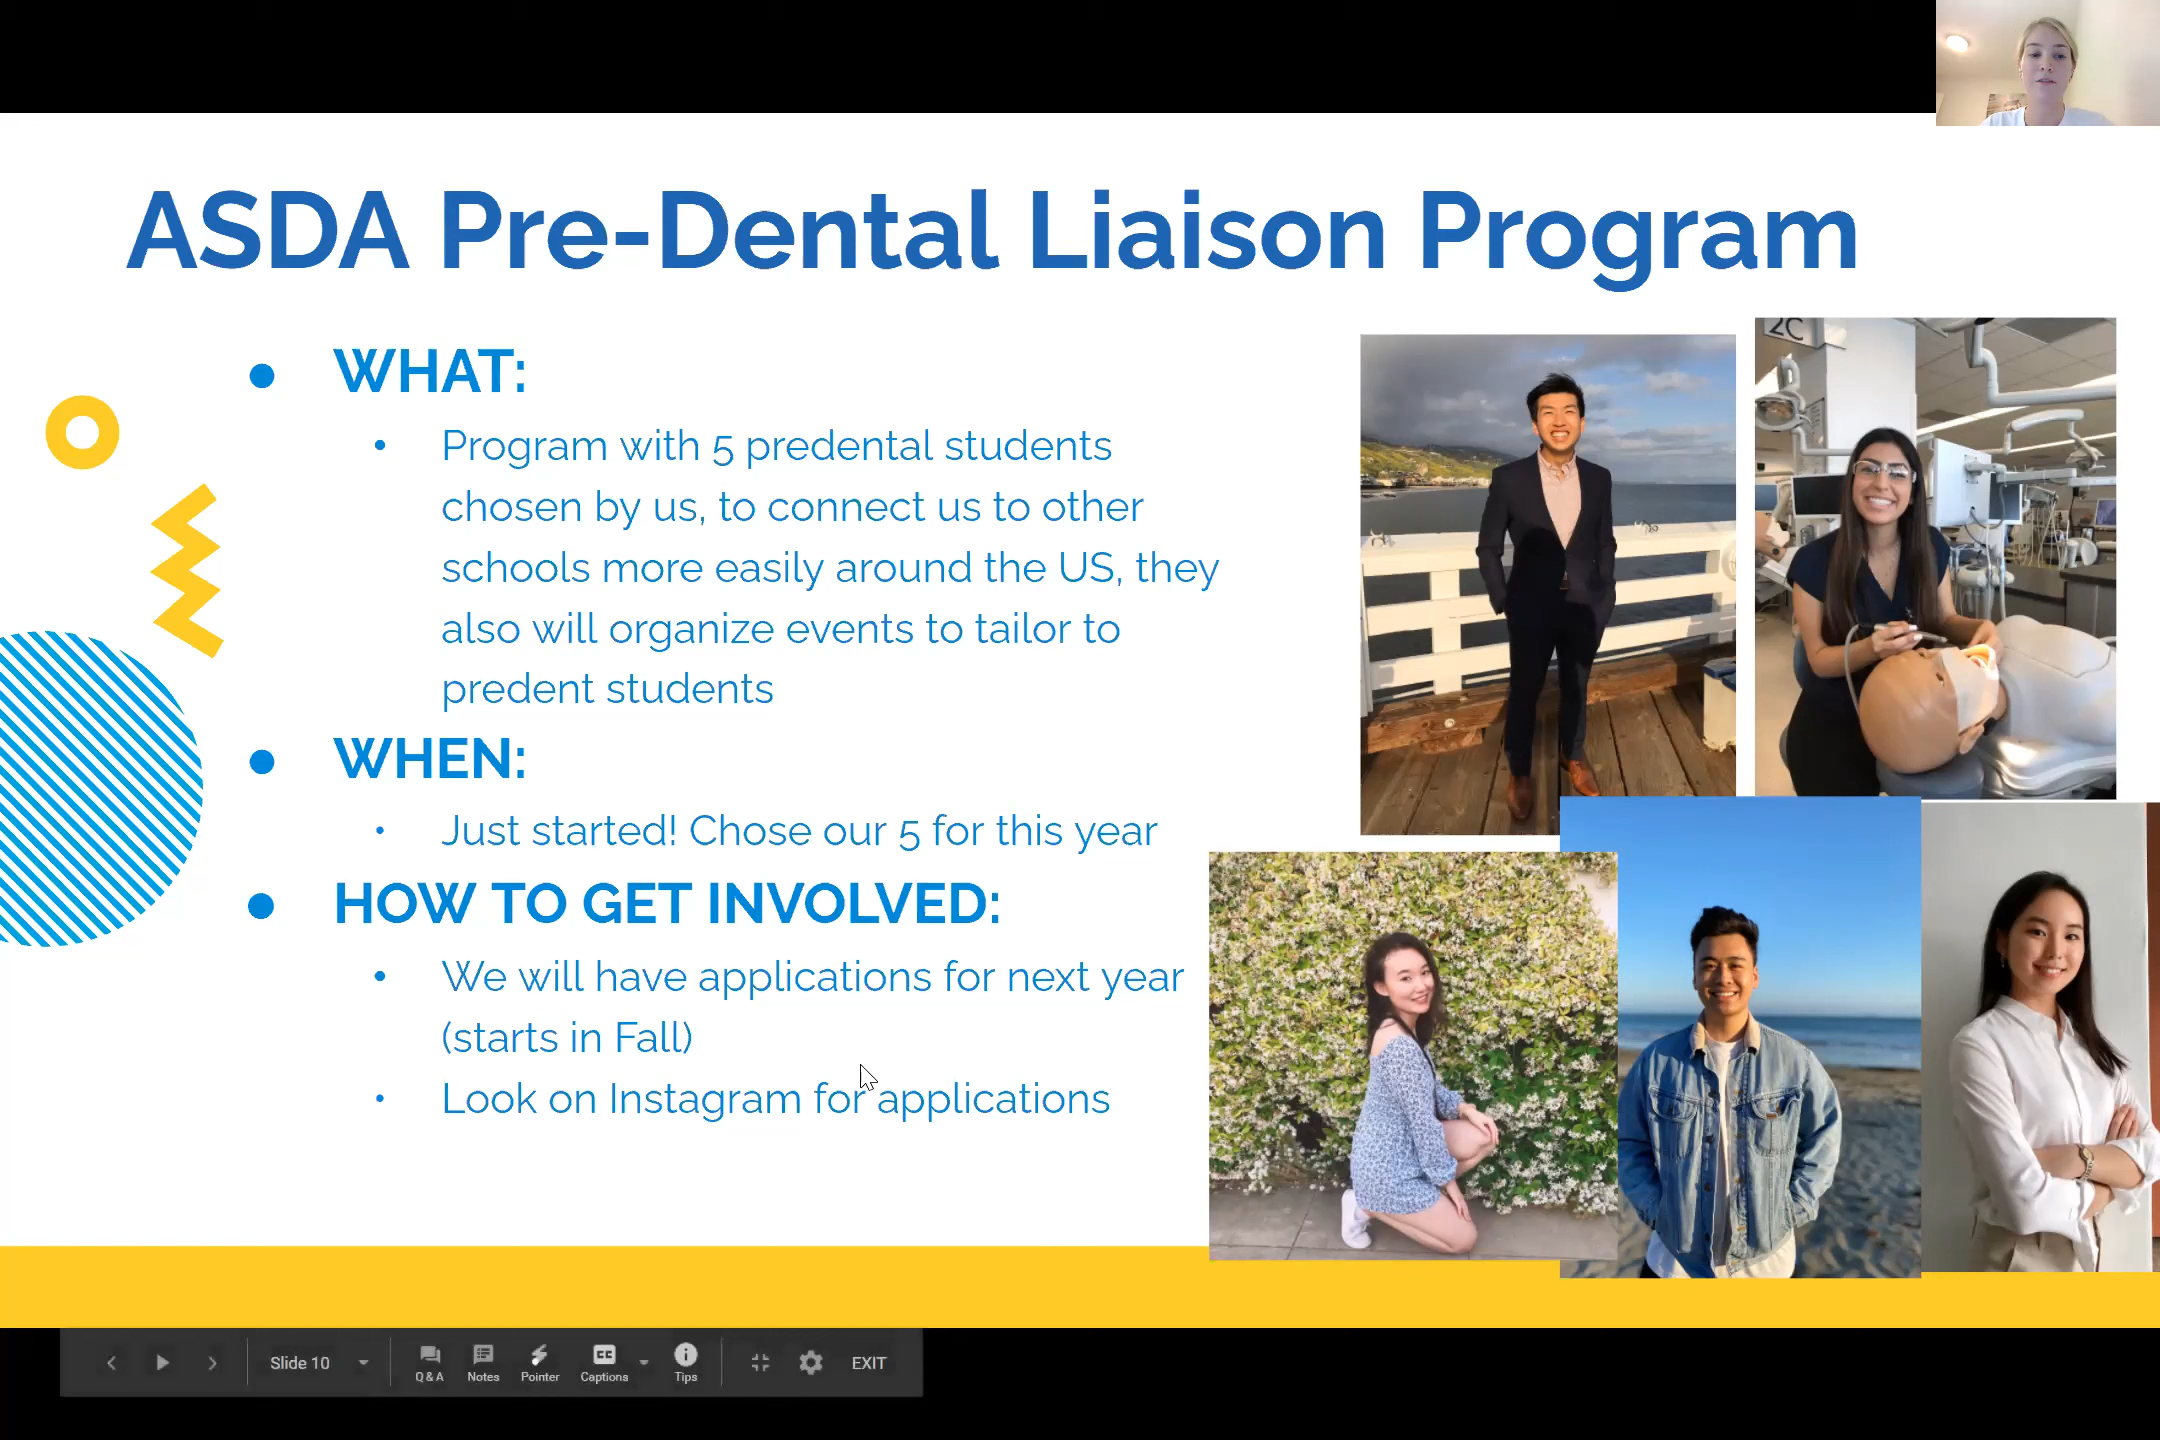 ASDA Pre-Dental Liaison Program
WHAT:
Program with 5 predental students
chosen by us, to connect us to other
schools more easily around the US, they
also will organize events to tailor to
predent students
WHEN:
Just started! Chose our 5 for this year
HOW TO GET INVOLVED:
We will have applications for next year
(starts in Fall)
Look on Instagram for applications
2C
Slide 10
Q & A
Notes
Pointer
CC
Captions
Tips
EXIT